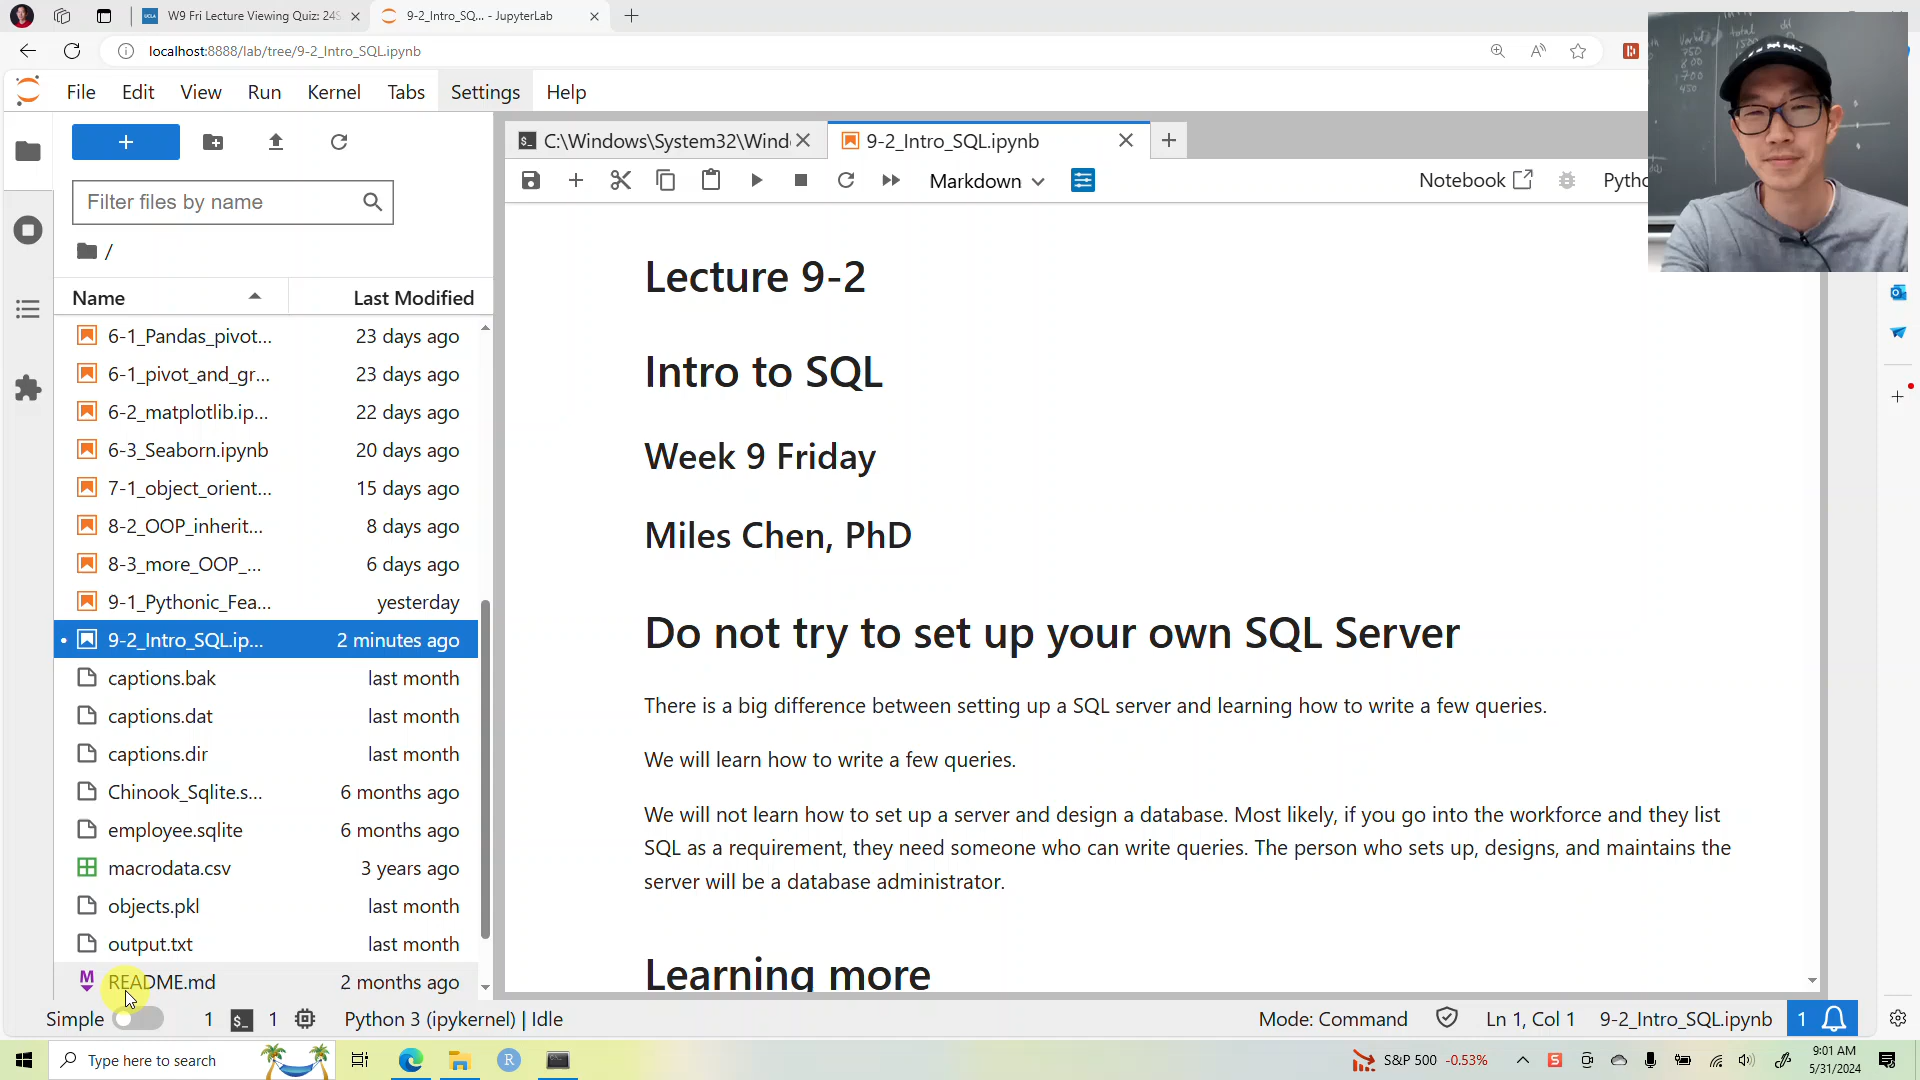 W9 Fri Lecture Viewing Quiz: 24S
9-2_Intro_SQ... - JupyterLab
localhost:8888/lab/tree/9-2_Intro_SQL.ipynb
File Edit View Run Kernel Tabs Settings Help
C:\Windows\System32\Wind
9-2_Intro_SQL.ipynb
Filter files by name
Markdown
Notebook
Pytho
/
Name Last Modified
6-1_Pandas_pivot... 23 days ago
6-1_pivot_and_gr... 23 days ago
6-2_matplotlib.ip... 22 days ago
6-3_Seaborn.ipynb 20 days ago
7-1_object_orient... 15 days ago
8-2_OOP_inherit... 8 days ago
8-3_more_OOP_... 6 days ago
9-1_Pythonic_Fea... yesterday
9-2_Intro_SQL.ip... 2 minutes ago
captions.bak last month
captions.dat last month
captions.dir last month
Chinook_Sqlite.s... 6 months ago
employee.sqlite 6 months ago
macrodata.csv 3 years ago
objects.pkl last month
output.txt last month
README.md 2 months ago
Lecture 9-2
Intro to SQL
Week 9 Friday
Miles Chen, PhD
Do not try to set up your own SQL Server
There is a big difference between setting up a SQL server and learning how to write a few queries.
We will learn how to write a few queries.
We will not learn how to set up a server and design a database. Most likely, if you go into the workforce and they list
SQL as a requirement, they need someone who can write queries. The person who sets up, designs, and maintains the
server will be a database administrator.
Learning more
Simple 1 1 Python 3 (ipykernel) | Idle
Mode: Command Ln 1, Col 1 9-2_Intro_SQL.ipynb 1
Type here to search
S&P 500 -0.53%
9:01 AM
5/31/2024